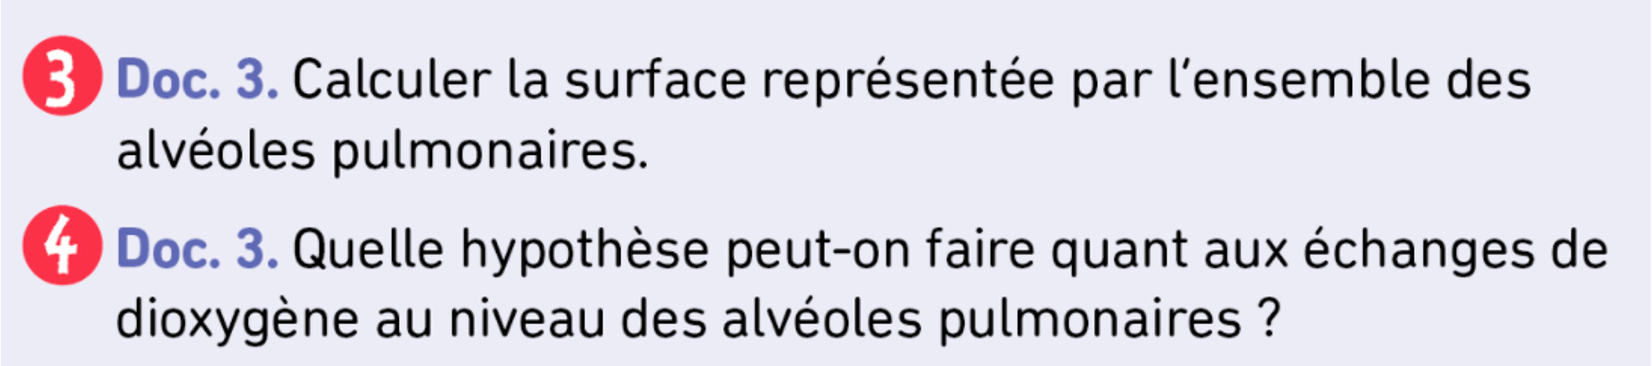 3 Doc. 3. Calculer la surface représentée par l’ensemble des
alvéoles pulmonaires.
4 Doc. 3. Quelle hypothèse peut-on faire quant aux échanges de
dioxygène au niveau des alvéoles pulmonaires ?